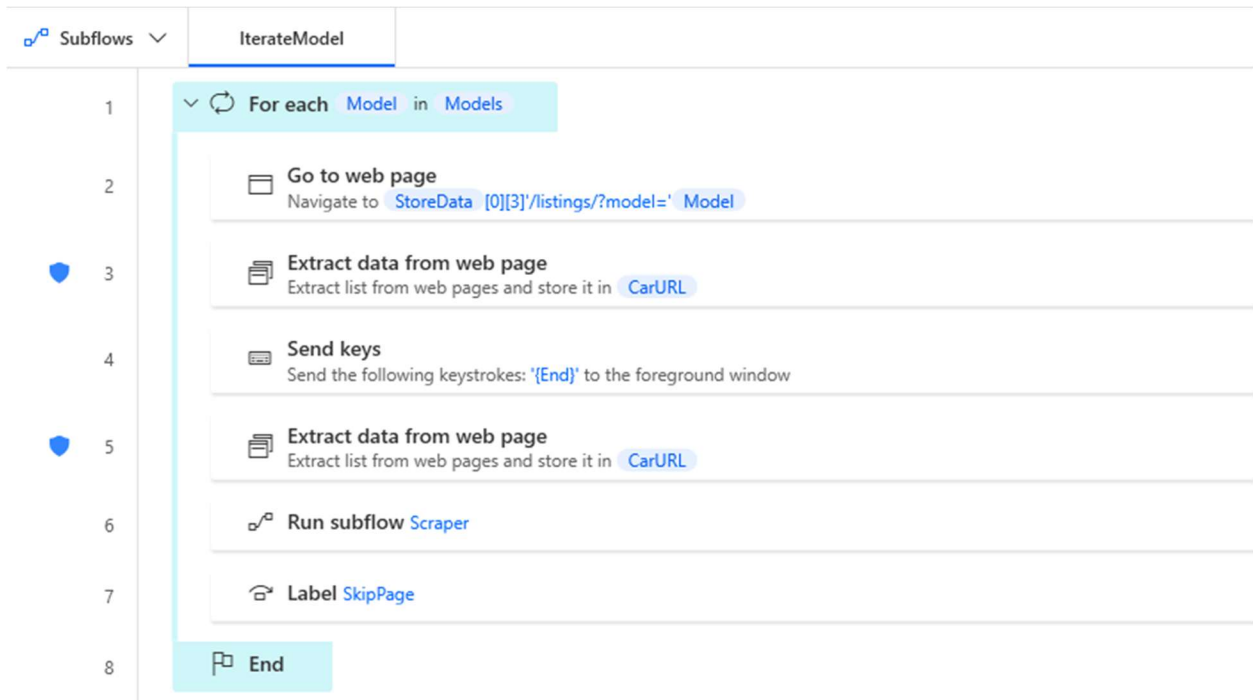 Subflows IterateModel
1 For each Model in Models
2 Go to web page
Navigate to StoreData [0][3]'/listings/?model=' Model
3 Extract data from web page
Extract list from web pages and store it in CarURL
4 Send keys
Send the following keystrokes: '{End}' to the foreground window
5 Extract data from web page
Extract list from web pages and store it in CarURL
6 Run subflow Scraper
7 Label SkipPage
8 End